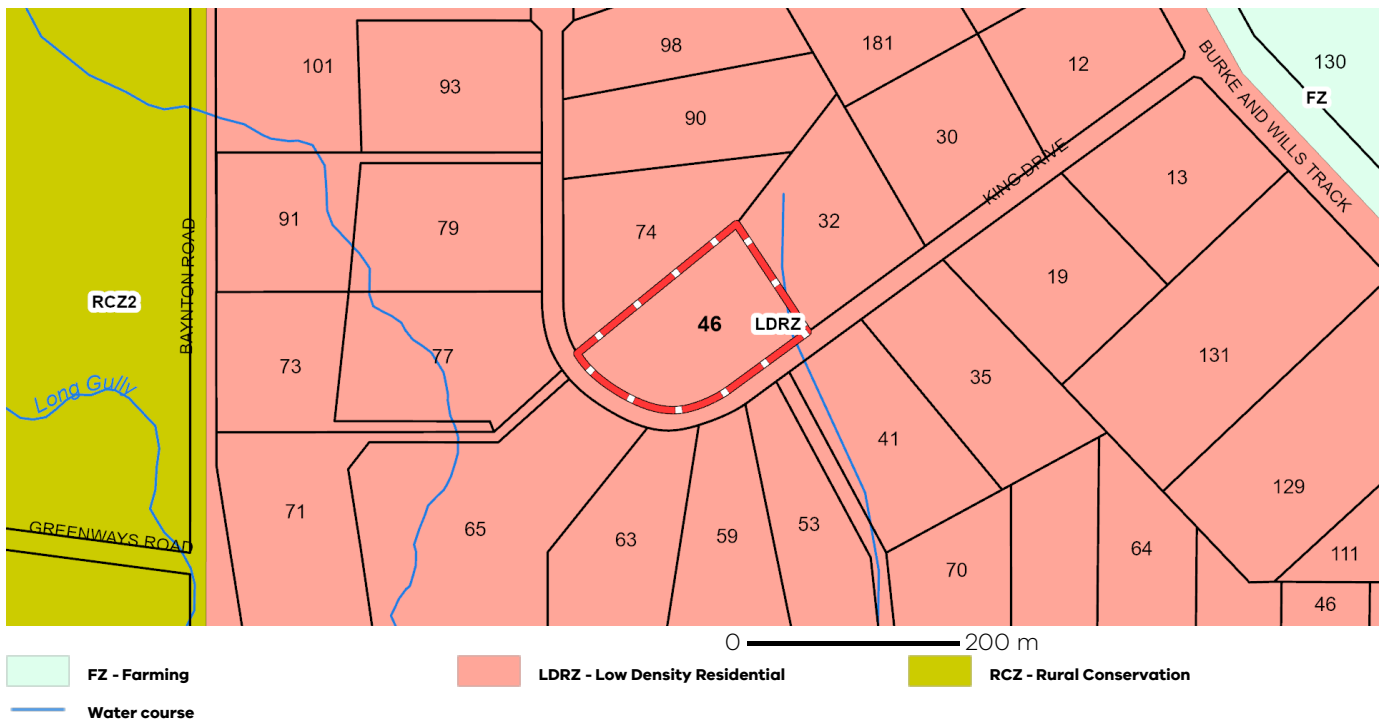 101
93
98
181
12
130
FZ
BURKE AND WILLS TRACK
90
30
KING DRIVE
13
91
79
74
32
RCZ2
BAYNTON ROAD
19
46
LDRZ
73
77
35
131
Long Gully
41
71
65
63
59
53
129
GREENWAYS ROAD
70
64
111
46
0 200 m
FZ - Farming
LDRZ - Low Density Residential
RCZ - Rural Conservation
Water course